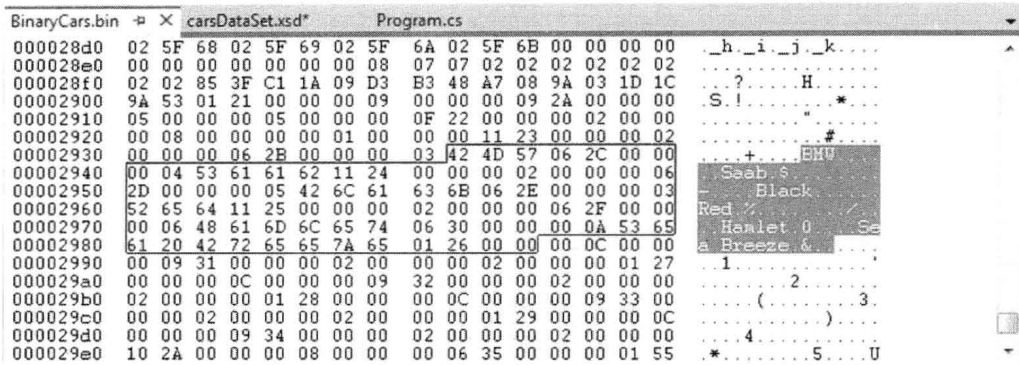 BinaryCars.bin carsDataSet.xsd* Program.cs
000028d0 02 5F 68 02 5F 69 02 5F 6A 02 5F 6B 00 00 00 00 ._h._i._j._k....
000028e0 00 00 00 00 00 00 00 08 07 07 02 02 02 02 02 02 ................
000028f0 02 02 85 3F C1 1A 09 D3 B3 48 A7 08 9A 03 1D 1C ...?.....H......
00002900 9A 53 01 21 00 00 00 09 00 00 00 09 2A 00 00 00 .S.!........*...
00002910 05 00 00 00 05 00 00 00 0F 22 00 00 00 02 00 00 ........."......
00002920 00 08 00 00 00 01 00 00 00 00 11 23 00 00 00 02 ...........#....
00002930 00 00 00 06 2B 00 00 00 03 42 4D 57 06 2C 00 00 ....+....BMW.,..
00002940 00 04 53 61 61 62 11 24 00 00 00 02 00 00 00 06 ..Saab.$........
00002950 2D 00 00 00 05 42 6C 61 63 6B 06 2E 00 00 00 03 -....Black......
00002960 52 65 64 11 25 00 00 00 02 00 00 00 06 2F 00 00 Red.%......../..
00002970 00 06 48 61 6D 6C 65 74 06 30 00 00 00 0A 53 65 ..Hamlet.0....Se
00002980 61 20 42 72 65 65 7A 65 01 26 00 00 00 0C 00 00 a Breeze.&......
00002990 00 09 31 00 00 00 02 00 00 00 02 00 00 00 01 27 ..1............'
000029a0 00 00 00 0C 00 00 00 09 32 00 00 00 02 00 00 00 ........2.......
000029b0 02 00 00 00 01 28 00 00 00 0C 00 00 00 09 33 00 .....(........3.
000029c0 00 00 02 00 00 00 02 00 00 00 01 29 00 00 00 0C ...........)....
000029d0 00 00 00 09 34 00 00 00 02 00 00 00 02 00 00 00 ....4...........
000029e0 10 2A 00 00 00 08 00 00 00 06 35 00 00 00 01 55 .*........5....U